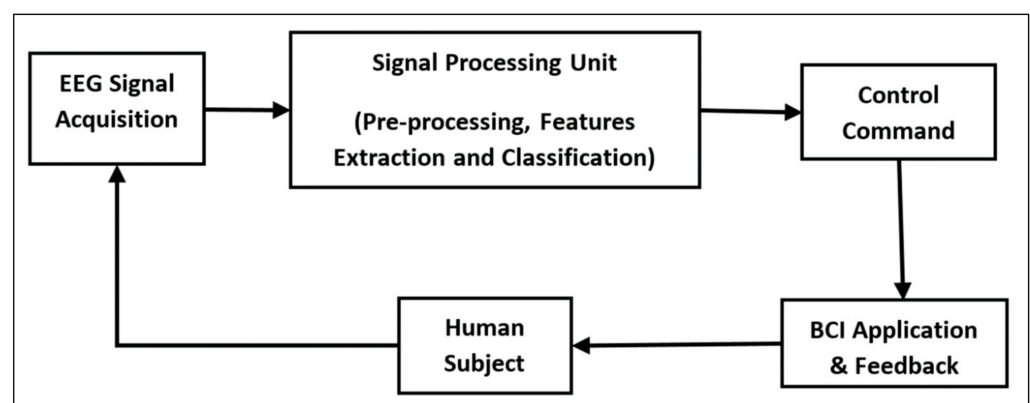 EEG Signal
Acquisition
Signal Processing Unit
(Pre-processing, Features
Extraction and Classification)
Control
Command
BCI Application
& Feedback
Human
Subject